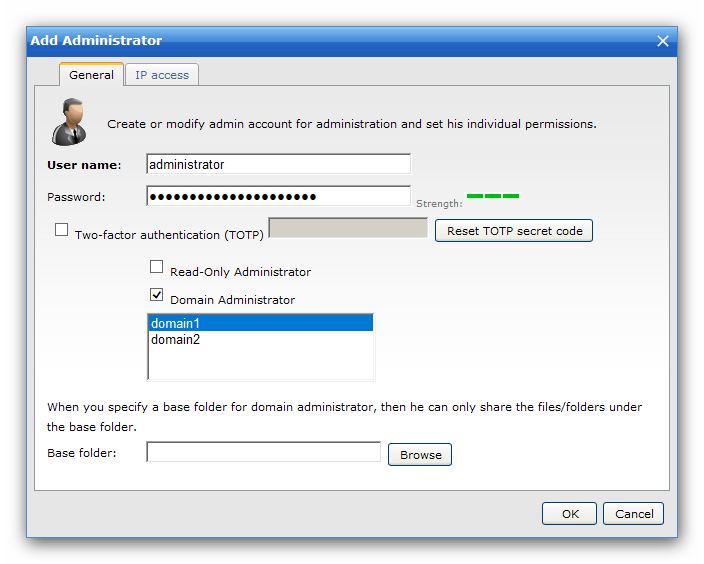 Add Administrator
General
IP access
Create or modify admin account for administration and set his individual permissions.
User name:
administrator
Password:
●●●●●●●●●●●●●●●●●●●●●
Strength:
Two-factor authentication (TOTP)
Reset TOTP secret code
Read-Only Administrator
Domain Administrator
domain1
domain2
When you specify a base folder for domain administrator, then he can only share the files/folders under
the base folder.
Base folder:
Browse
OK
Cancel